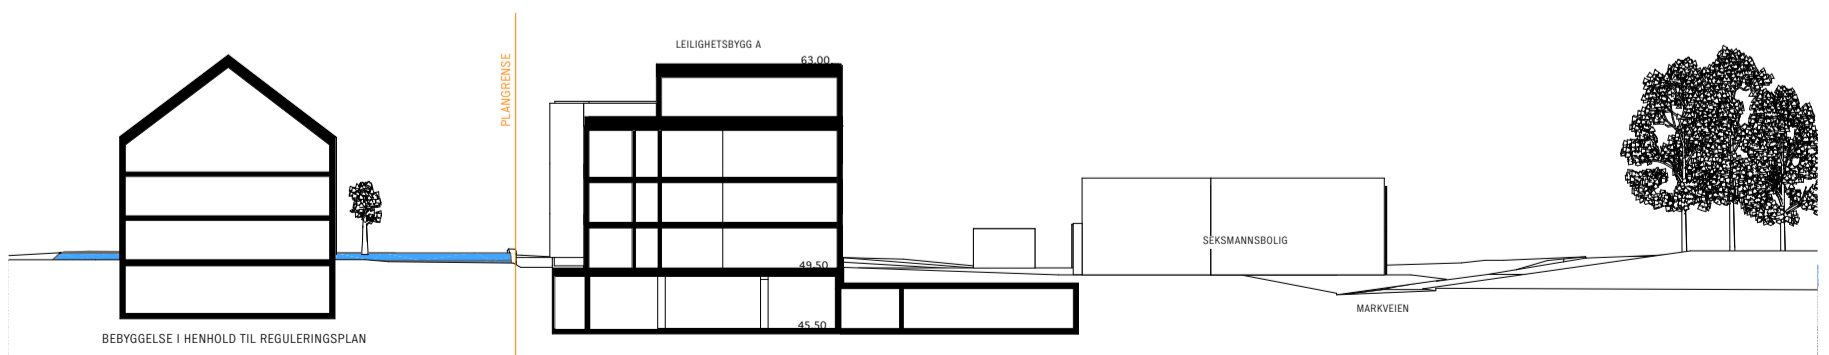 PLANGRENSE
LEILIGHETSBYGG A
63.00
49.50
45.50
SEKSMANNSBOLIG
MARKVEIEN
BEBYGGELSE I HENHOLD TIL REGULERINGSPLAN